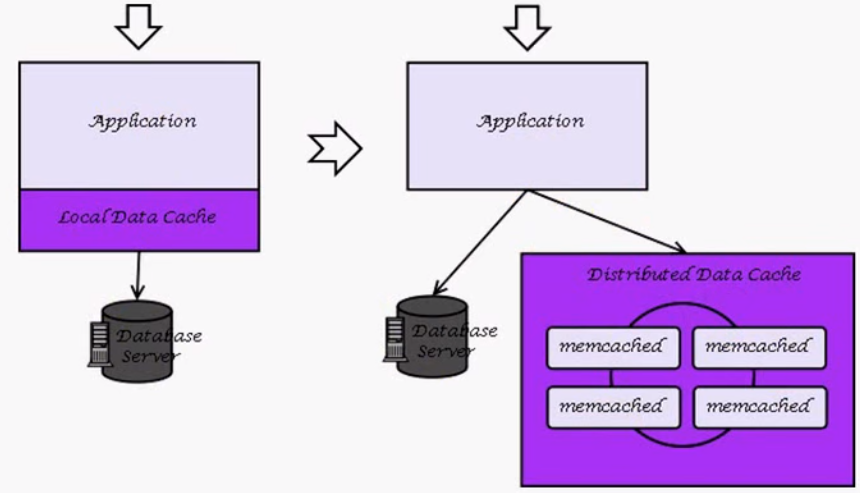 Application
Local Data Cache
Database
Server
Application
Database
Server
Distributed Data Cache
memcached
memcached
memcached
memcached